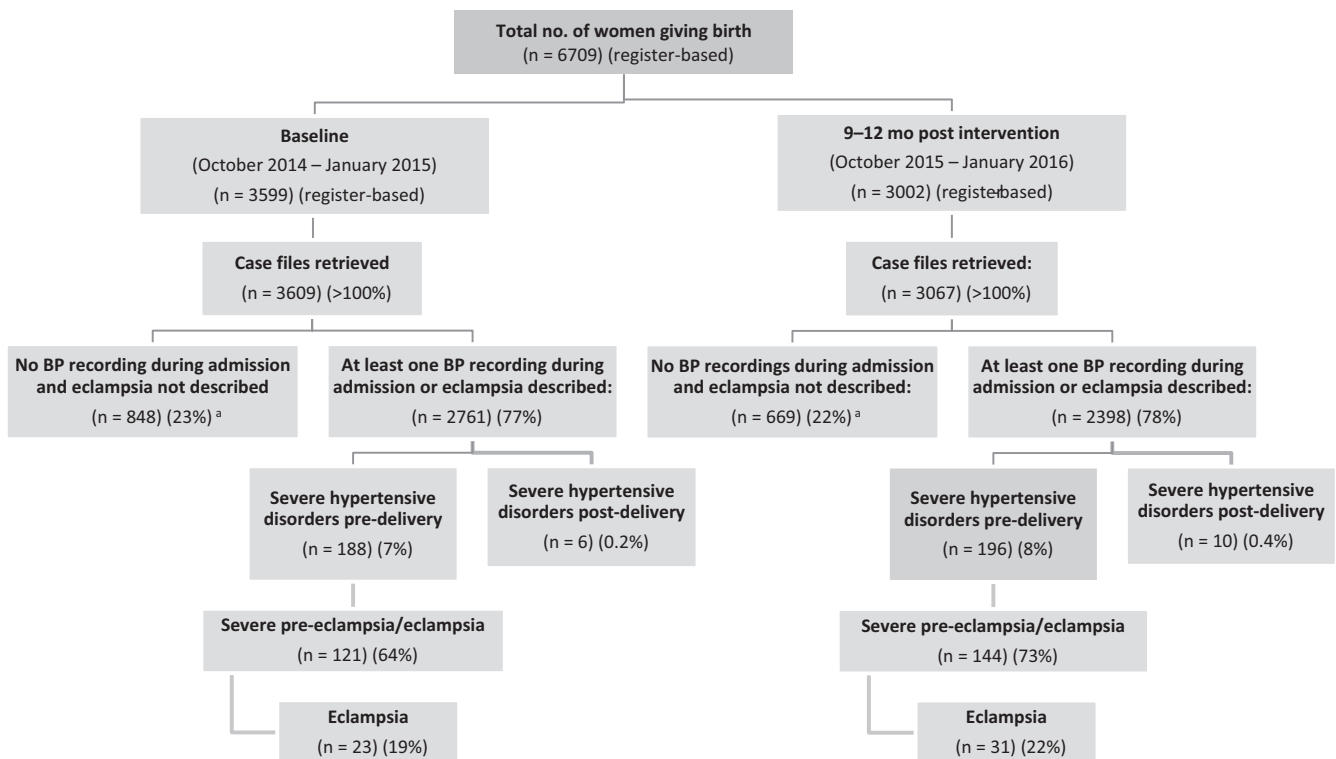 Total no. of women giving birth
(n = 6709) (register-based)
Baseline
(October 2014 – January 2015)
(n = 3599) (register-based)
9–12 mo post intervention
(October 2015 – January 2016)
(n = 3002) (register-based)
Case files retrieved
(n = 3609) (>100%)
Case files retrieved:
(n = 3067) (>100%)
No BP recording during admission
and eclampsia not described
(n = 848) (23%) a
At least one BP recording during
admission or eclampsia described:
(n = 2761) (77%)
No BP recordings during admission
and eclampsia not described:
(n = 669) (22%) a
At least one BP recording during
admission or eclampsia described:
(n = 2398) (78%)
Severe hypertensive
disorders pre-delivery
(n = 188) (7%)
Severe hypertensive
disorders post-delivery
(n = 6) (0.2%)
Severe hypertensive
disorders pre-delivery
(n = 196) (8%)
Severe hypertensive
disorders post-delivery
(n = 10) (0.4%)
Severe pre-eclampsia/eclampsia
(n = 121) (64%)
Severe pre-eclampsia/eclampsia
(n = 144) (73%)
Eclampsia
(n = 23) (19%)
Eclampsia
(n = 31) (22%)